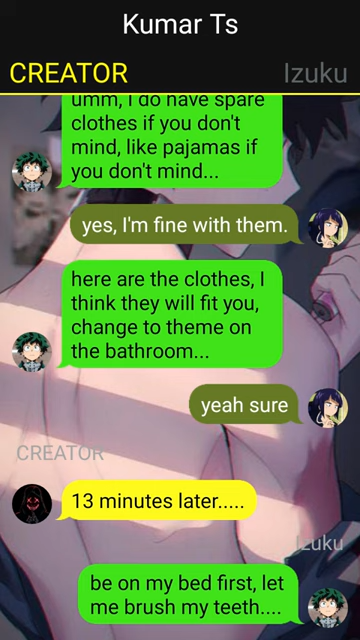 Kumar Ts
CREATOR
Izuku
umm, I do have spare
clothes if you don't
mind, like pajamas if
you don't mind...
yes, I'm fine with them.
here are the clothes, I
think they will fit you,
change to theme on
the bathroom...
yeah sure
CREATOR
13 minutes later.....
Izuku
be on my bed first, let
me brush my teeth....